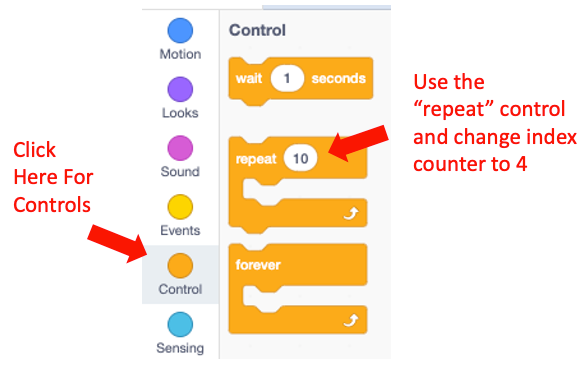 Click
Here For
Controls
Motion
Looks
Sound
Events
Control
Sensing
Control
wait 1 seconds
repeat 10
forever
Use the
“repeat” control
and change index
counter to 4